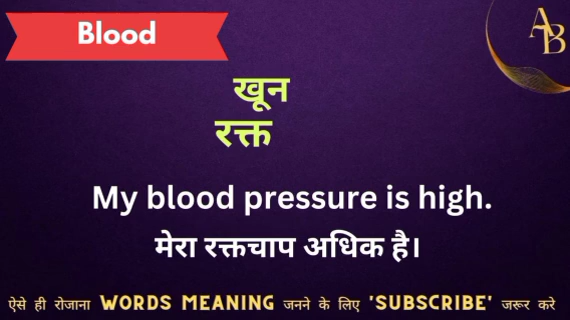 Blood
AB
खून
रक्त
My blood pressure is high.
मेरा रक्तचाप अधिक है।
ऐसे ही रोजाना WORDS MEANING जनने के लिए 'SUBSCRIBE' जरूर करे